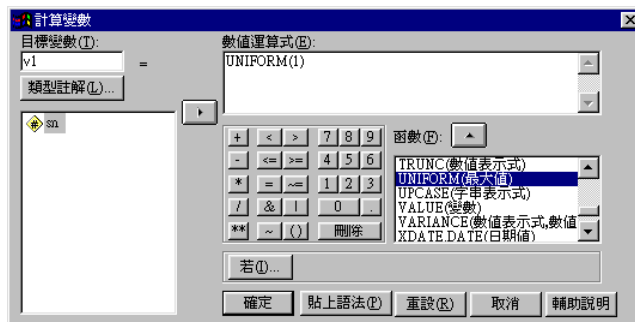 計算變數
目標變數(T):
v1
=
數值運算式(E):
UNIFORM(1)
類型註解(L)...
sn
+ < > 7 8 9
- <= >= 4 5 6
* = ~= 1 2 3
/ & | 0 .
** ~ () 刪除
函數(F):
TRUNC(數值表示式)
UNIFORM(最大值)
UPCASE(字串表示式)
VALUE(變數)
VARIANCE(數值表示式,數值
XDATE.DATE(日期值)
若(I)...
確定 貼上語法(P) 重設(R) 取消 輔助說明